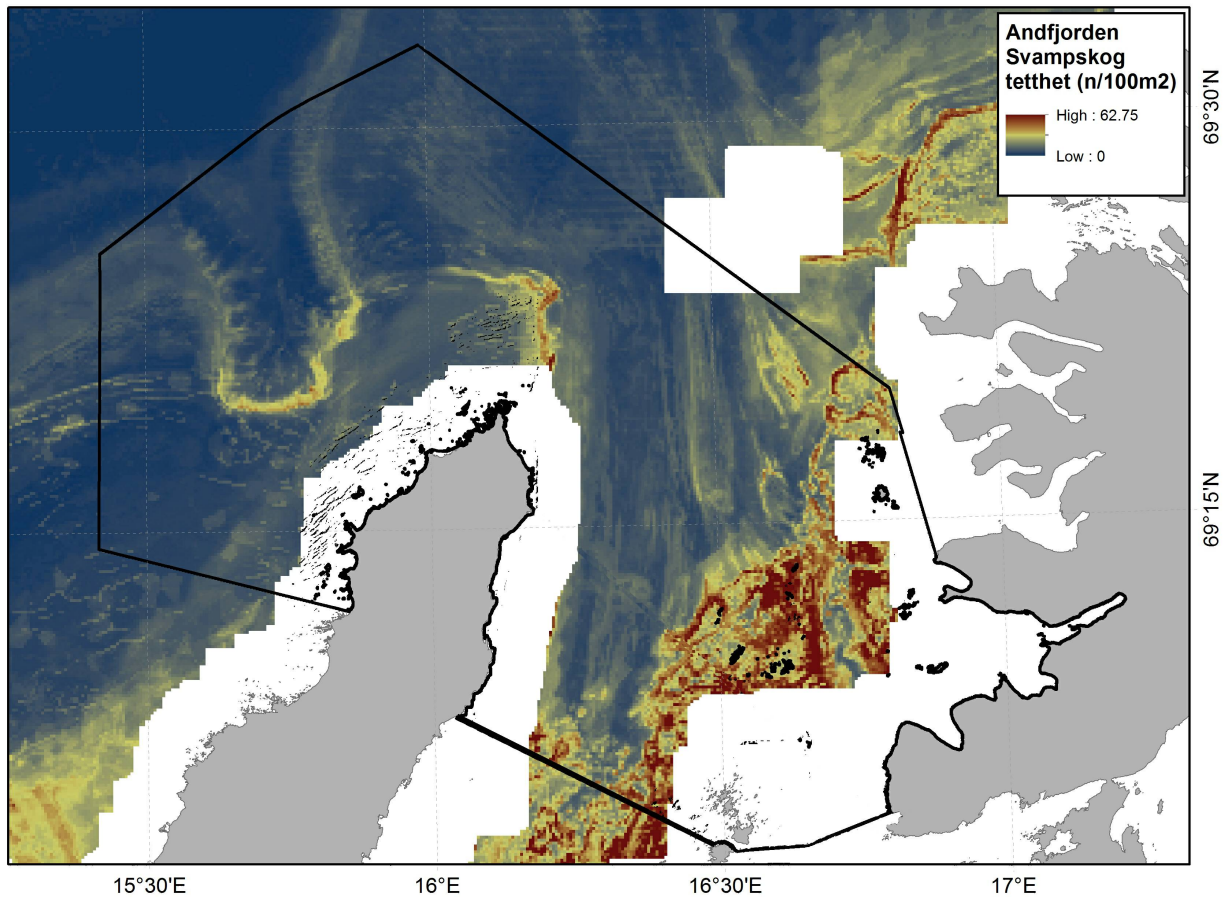 Andfjorden
Svampskog
tetthet (n/100m2)
High : 62.75
Low : 0
69°30'N
69°15'N
15°30'E
16°E
16°30'E
17°E